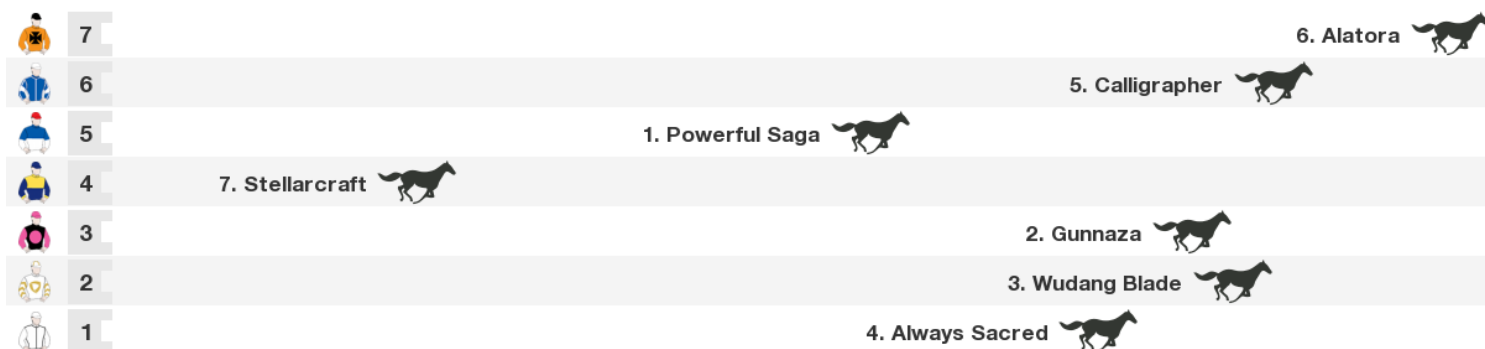 7 6. Alatora
6 5. Calligrapher
5 1. Powerful Saga
4 7. Stellarcraft
3 2. Gunnaza
2 3. Wudang Blade
1 4. Always Sacred